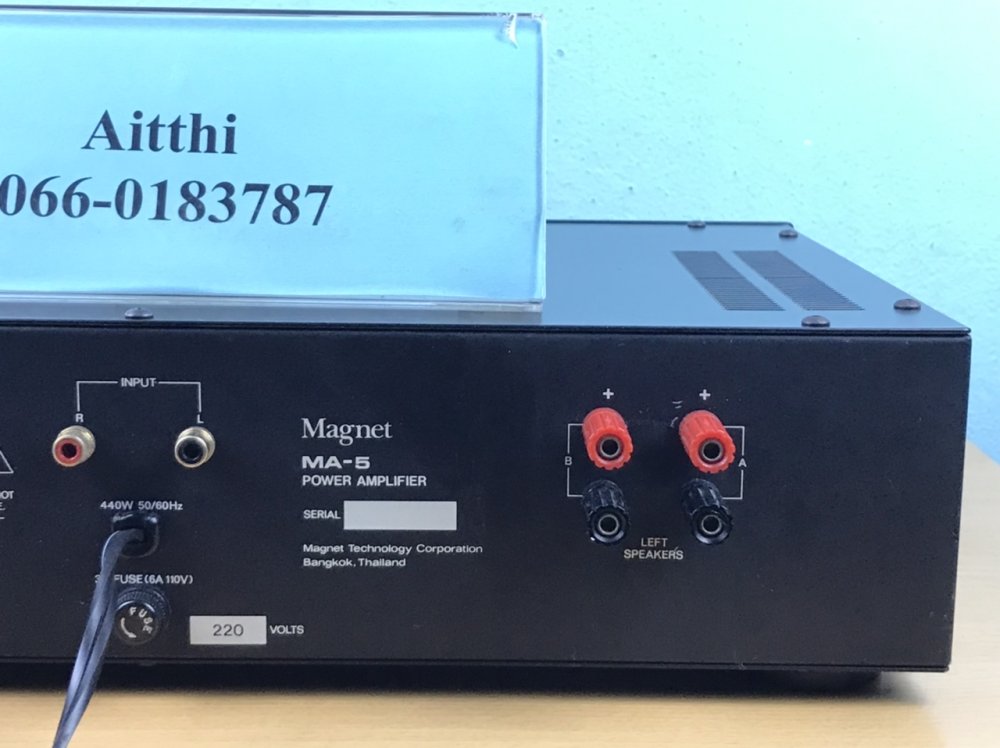 Aitthi
066-0183787
INPUT
R
L
Magnet
MA-5
POWER AMPLIFIER
SERIAL
440W 50/60Hz
Magnet Technology Corporation
Bangkok, Thailand
FUSE (6A 110V)
FUSE
220 VOLTS
+ +
B
A
LEFT
SPEAKERS